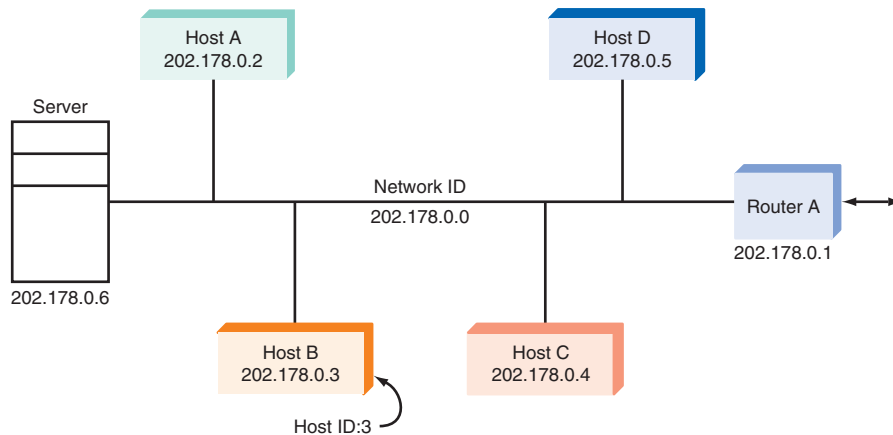 Host A
202.178.0.2
Host D
202.178.0.5
Server
Network ID
202.178.0.0
Router A
202.178.0.1
202.178.0.6
Host B
202.178.0.3
Host C
202.178.0.4
Host ID:3